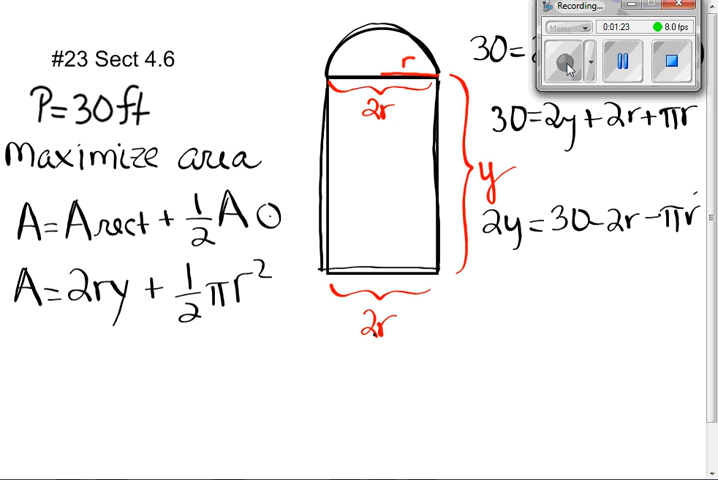 #23 Sect 4.6
P=30ft
Maximize area
A=Arect+1/2A⊙
A=2ry+1/2πr²
r
2r
y
2r
30=
30=2y+2r+πr
2y=30-2r-πr
Recording...
0:01:23
8.0 fps